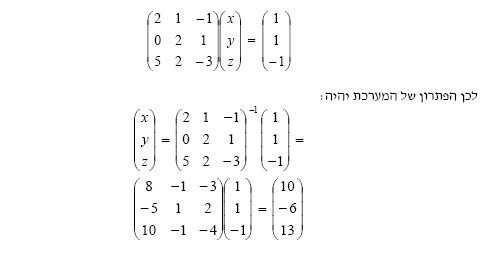 (2 1 −1) (x) (1)
(0 2 1) (y) = (1)
(5 2 −3) (z) (−1)
לכן הפתרון של המערכת יהיה:
(x) (2 1 −1)⁻¹ (1)
(y) = (0 2 1) (1) =
(z) (5 2 −3) (−1)
(8 −1 −3) (1) (10)
(−5 1 2) (1) = (−6)
(10 −1 −4) (−1) (13)